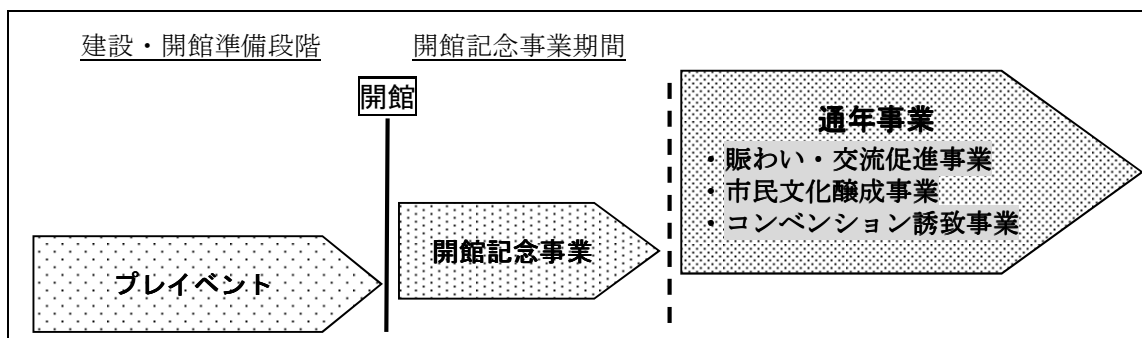 建設・開館準備段階
開館記念事業期間
開館
通年事業
・賑わい・交流促進事業
・市民文化醸成事業
・コンベンション誘致事業
開館記念事業
プレイベント